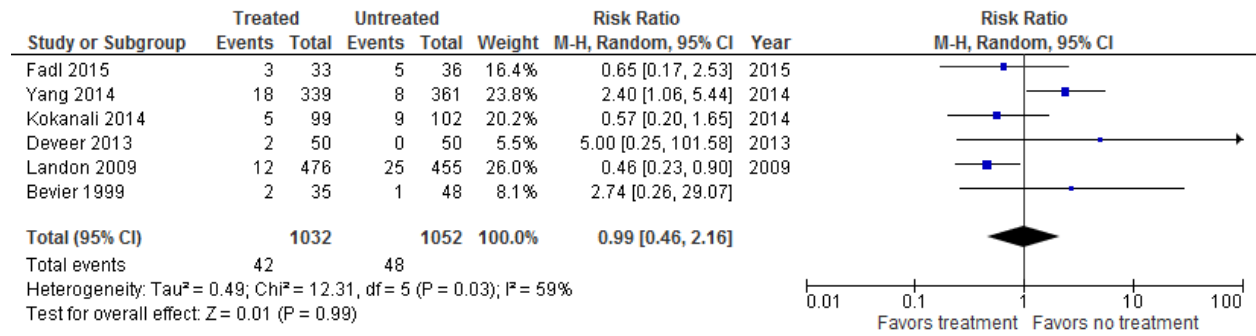 Treated Untreated Risk Ratio Risk Ratio
Study or Subgroup Events Total Events Total Weight M-H, Random, 95% CI Year M-H, Random, 95% CI
Fadl 2015 3 33 5 36 16.4% 0.65 [0.17, 2.53] 2015
Yang 2014 18 339 8 361 23.8% 2.40 [1.06, 5.44] 2014
Kokanali 2014 5 99 9 102 20.2% 0.57 [0.20, 1.65] 2014
Deveer 2013 2 50 0 50 5.5% 5.00 [0.25, 101.58] 2013
Landon 2009 12 476 25 455 26.0% 0.46 [0.23, 0.90] 2009
Bevier 1999 2 35 1 48 8.1% 2.74 [0.26, 29.07]
Total (95% CI) 1032 1052 100.0% 0.99 [0.46, 2.16]
Total events 42 48
Heterogeneity: Tau² = 0.49; Chi² = 12.31, df = 5 (P = 0.03); I² = 59%
Test for overall effect: Z = 0.01 (P = 0.99)
0.01 0.1 1 10 100
Favors treatment Favors no treatment